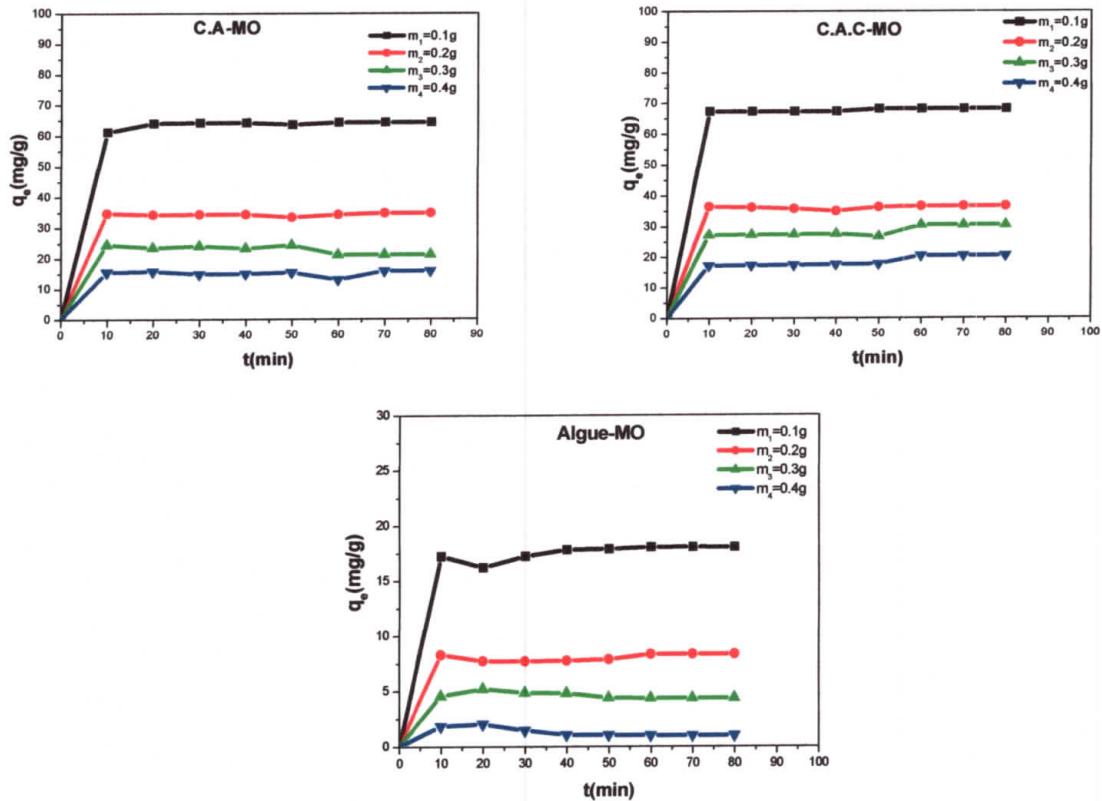 C.A-MO
m₁=0.1g
m₂=0.2g
m₃=0.3g
m₄=0.4g
qₑ(mg/g)
100
90
80
70
60
50
40
30
20
10
0
0 10 20 30 40 50 60 70 80 90
t(min)
C.A.C-MO
m₁=0.1g
m₂=0.2g
m₃=0.3g
m₄=0.4g
qₑ(mg/g)
100
90
80
70
60
50
40
30
20
10
0
0 10 20 30 40 50 60 70 80 90 100
t(min)
Algue-MO
m₁=0.1g
m₂=0.2g
m₃=0.3g
m₄=0.4g
qₑ(mg/g)
30
25
20
15
10
5
0
0 10 20 30 40 50 60 70 80 90 100
t(min)